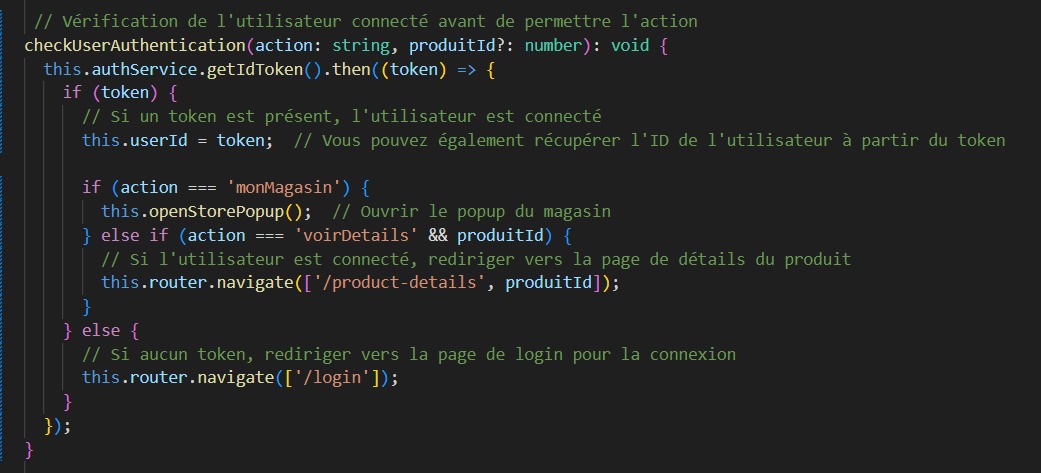 // Vérification de l'utilisateur connecté avant de permettre l'action
checkUserAuthentication(action: string, produitId?: number): void {
this.authService.getIdToken().then((token) => {
if (token) {
// Si un token est présent, l'utilisateur est connecté
this.userId = token;  // Vous pouvez également récupérer l'ID de l'utilisateur à partir du token
if (action === 'monMagasin') {
this.openStorePopup();  // Ouvrir le popup du magasin
} else if (action === 'voirDetails' && produitId) {
// Si l'utilisateur est connecté, rediriger vers la page de détails du produit
this.router.navigate(['/product-details', produitId]);
}
} else {
// Si aucun token, rediriger vers la page de login pour la connexion
this.router.navigate(['/login']);
}
});
}